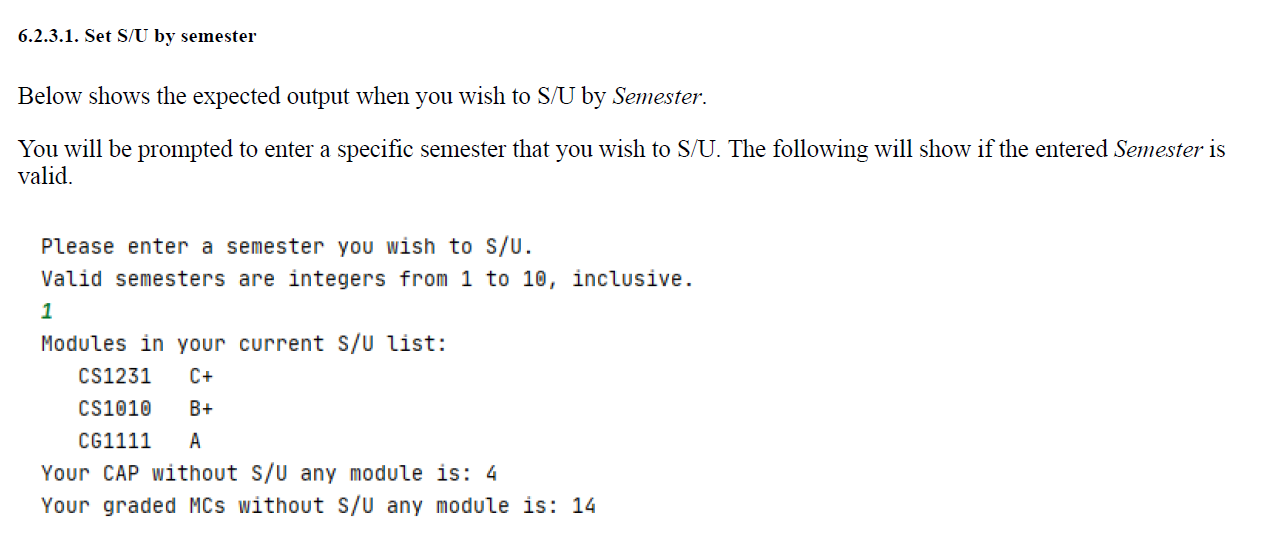 6.2.3.1. Set S/U by semester
Below shows the expected output when you wish to S/U by Semester.
You will be prompted to enter a specific semester that you wish to S/U. The following will show if the entered Semester is
valid.
Please enter a semester you wish to S/U.
Valid semesters are integers from 1 to 10, inclusive.
1
Modules in your current S/U list:
CS1231 C+
CS1010 B+
CG1111 A
Your CAP without S/U any module is: 4
Your graded MCs without S/U any module is: 14